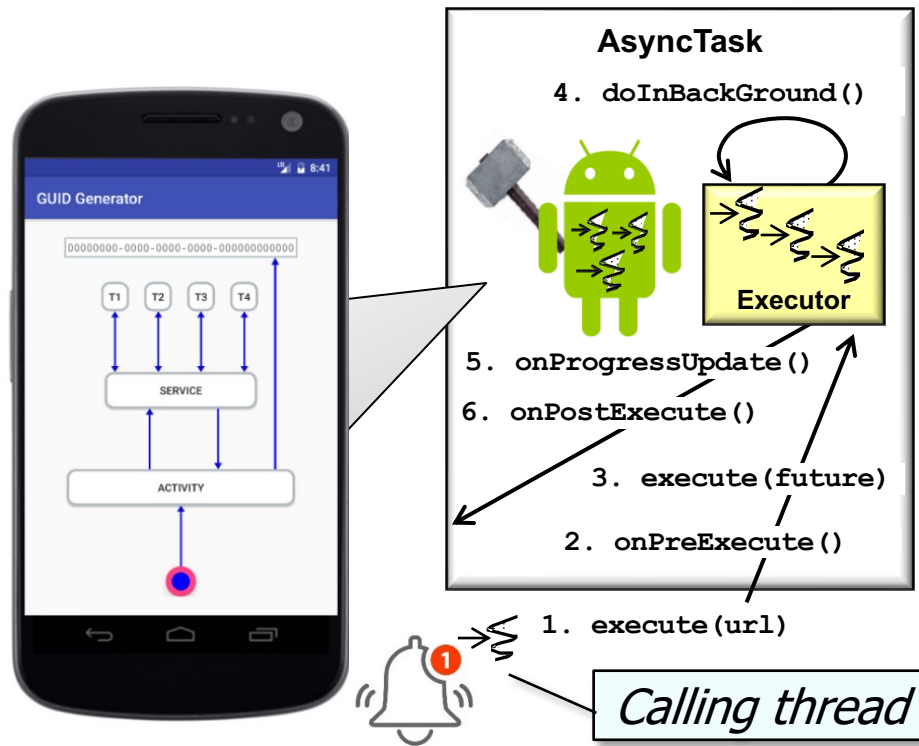 AsyncTask
4. doInBackGround()
Executor
5. onProgressUpdate()
6. onPostExecute()
3. execute(future)
2. onPreExecute()
1. execute(url)
Calling thread
1
8:41
GUID Generator
00000000-0000-0000-0000-000000000000
T1 T2 T3 T4
SERVICE
ACTIVITY